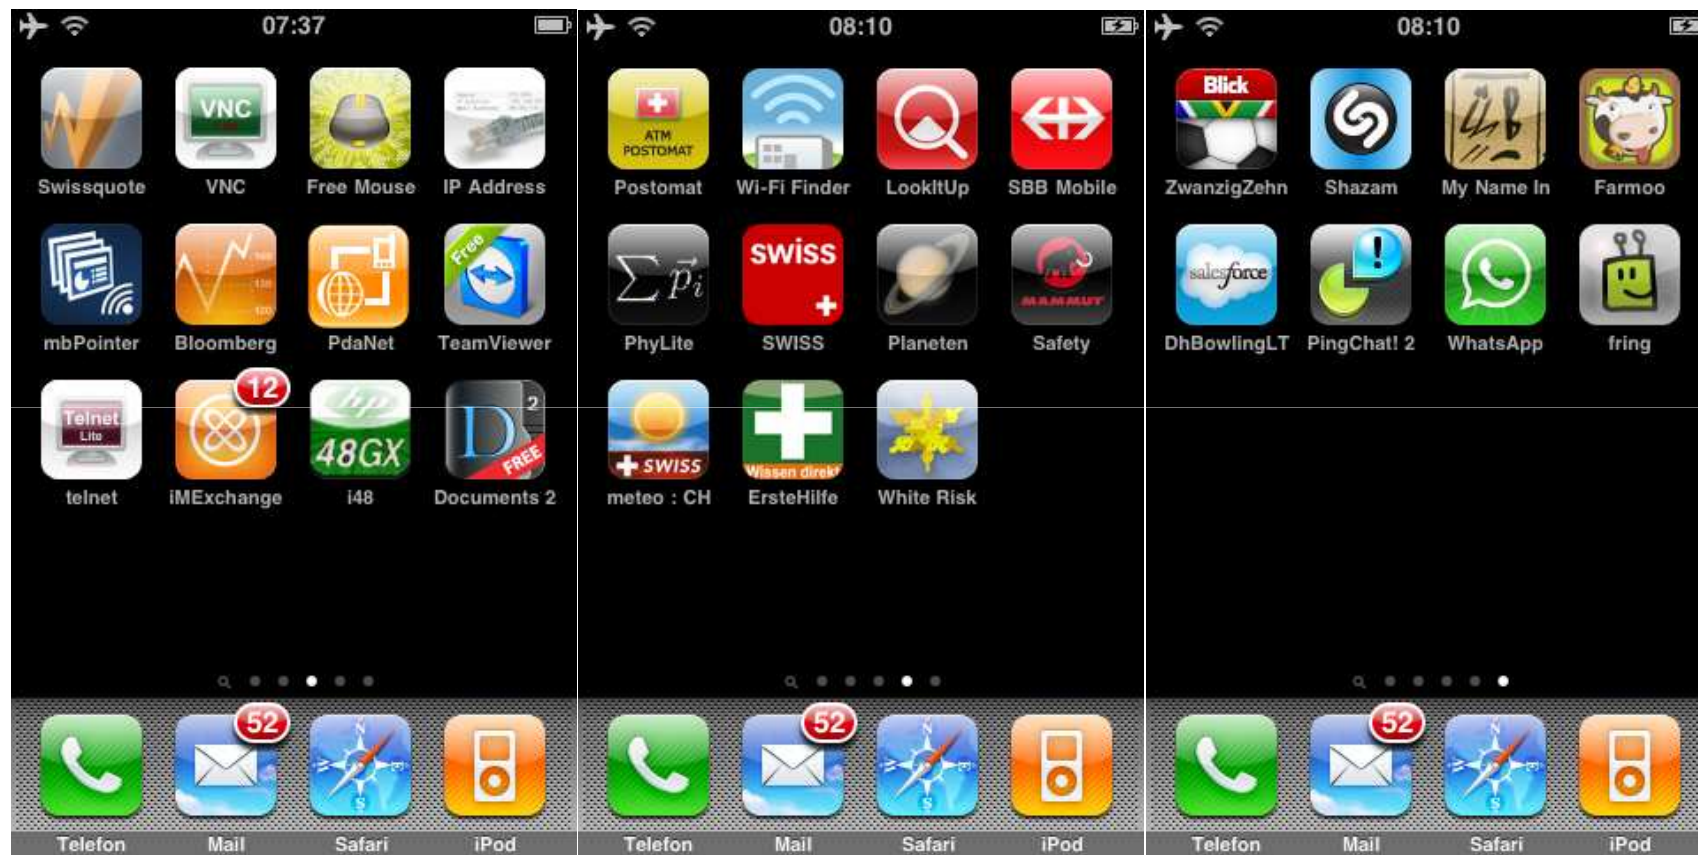 07:37
Swissquote VNC Free Mouse IP Address
VNC
mbPointer Bloomberg PdaNet TeamViewer
Free
12
Telnet
Lite
hp
48GX
D
2
FREE
telnet iMExchange i48 Documents 2
52
Telefon Mail Safari iPod
08:10
ATM
POSTOMAT
Postomat Wi-Fi Finder LookItUp SBB Mobile
∑ p⃗i
swiss
MAMMUT
PhyLite SWISS Planeten Safety
SWISS
Wissen direkt
meteo : CH ErsteHilfe White Risk
52
Telefon Mail Safari iPod
08:10
Blick
ZwanzigZehn Shazam My Name In Farmoo
salesforce
!
DhBowlingLT PingChat! 2 WhatsApp fring
52
Telefon Mail Safari iPod